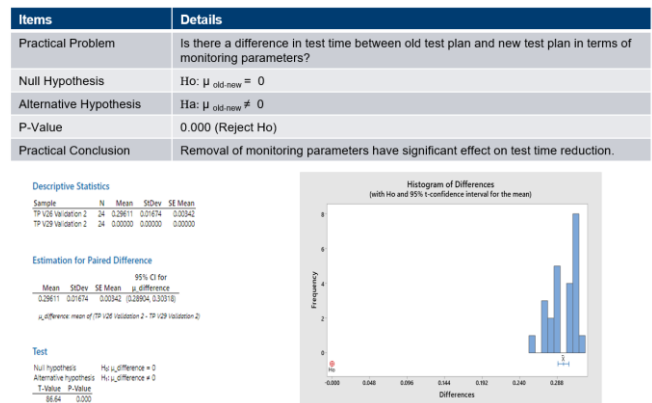 Items Details
Practical Problem Is there a difference in test time between old test plan and new test plan in terms of
monitoring parameters?
Null Hypothesis Ho: μ old-new = 0
Alternative Hypothesis Ha: μ old-new ≠ 0
P-Value 0.000 (Reject Ho)
Practical Conclusion Removal of monitoring parameters have significant effect on test time reduction.
Descriptive Statistics
Sample N Mean StDev SE Mean
TP V26 Validation 2 24 0.29611 0.01674 0.00342
TP V29 Validation 2 24 0.00000 0.00000 0.00000
Estimation for Paired Difference
95% CI for
Mean StDev SE Mean μ_difference
0.29611 0.01674 0.00342 (0.28904, 0.30318)
μ_difference: mean of (TP V26 Validation 2 - TP V29 Validation 2)
Test
Null hypothesis H₀: μ_difference = 0
Alternative hypothesis H₁: μ_difference ≠ 0
T-Value P-Value
86.64 0.000
Histogram of Differences
(with Ho and 95% t-confidence interval for the mean)
Frequency
8
6
4
2
0
Ho
x̄
-0.000 0.048 0.096 0.144 0.192 0.240 0.288
Differences